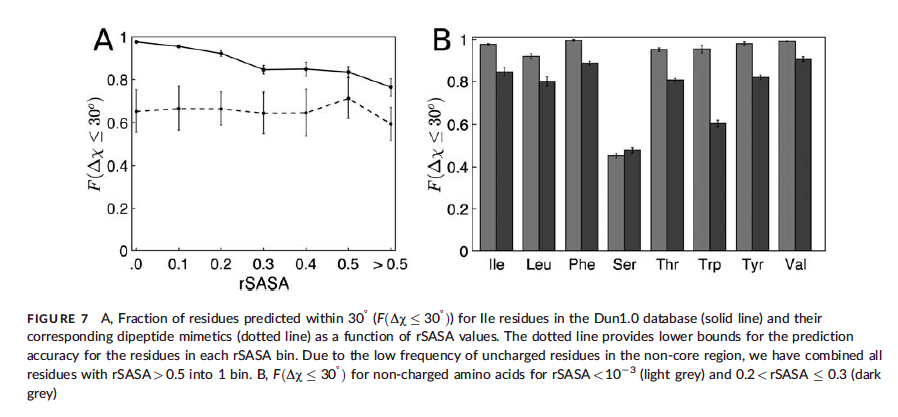 A
1
0.8
0.6
0.4
0.2
0
F(Δχ ≤ 30°)
.0 0.1 0.2 0.3 0.4 0.5 >0.5
rSASA
B
1
0.8
0.6
0.4
0.2
0
F(Δχ ≤ 30°)
Ile Leu Phe Ser Thr Trp Tyr Val
FIGURE 7 A, Fraction of residues predicted within 30° (F(Δχ ≤ 30°)) for Ile residues in the Dun1.0 database (solid line) and their
corresponding dipeptide mimetics (dotted line) as a function of rSASA values. The dotted line provides lower bounds for the prediction
accuracy for the residues in each rSASA bin. Due to the low frequency of uncharged residues in the non-core region, we have combined all
residues with rSASA > 0.5 into 1 bin. B, F(Δχ ≤ 30°) for non-charged amino acids for rSASA < 10⁻³ (light grey) and 0.2 < rSASA ≤ 0.3 (dark
grey)